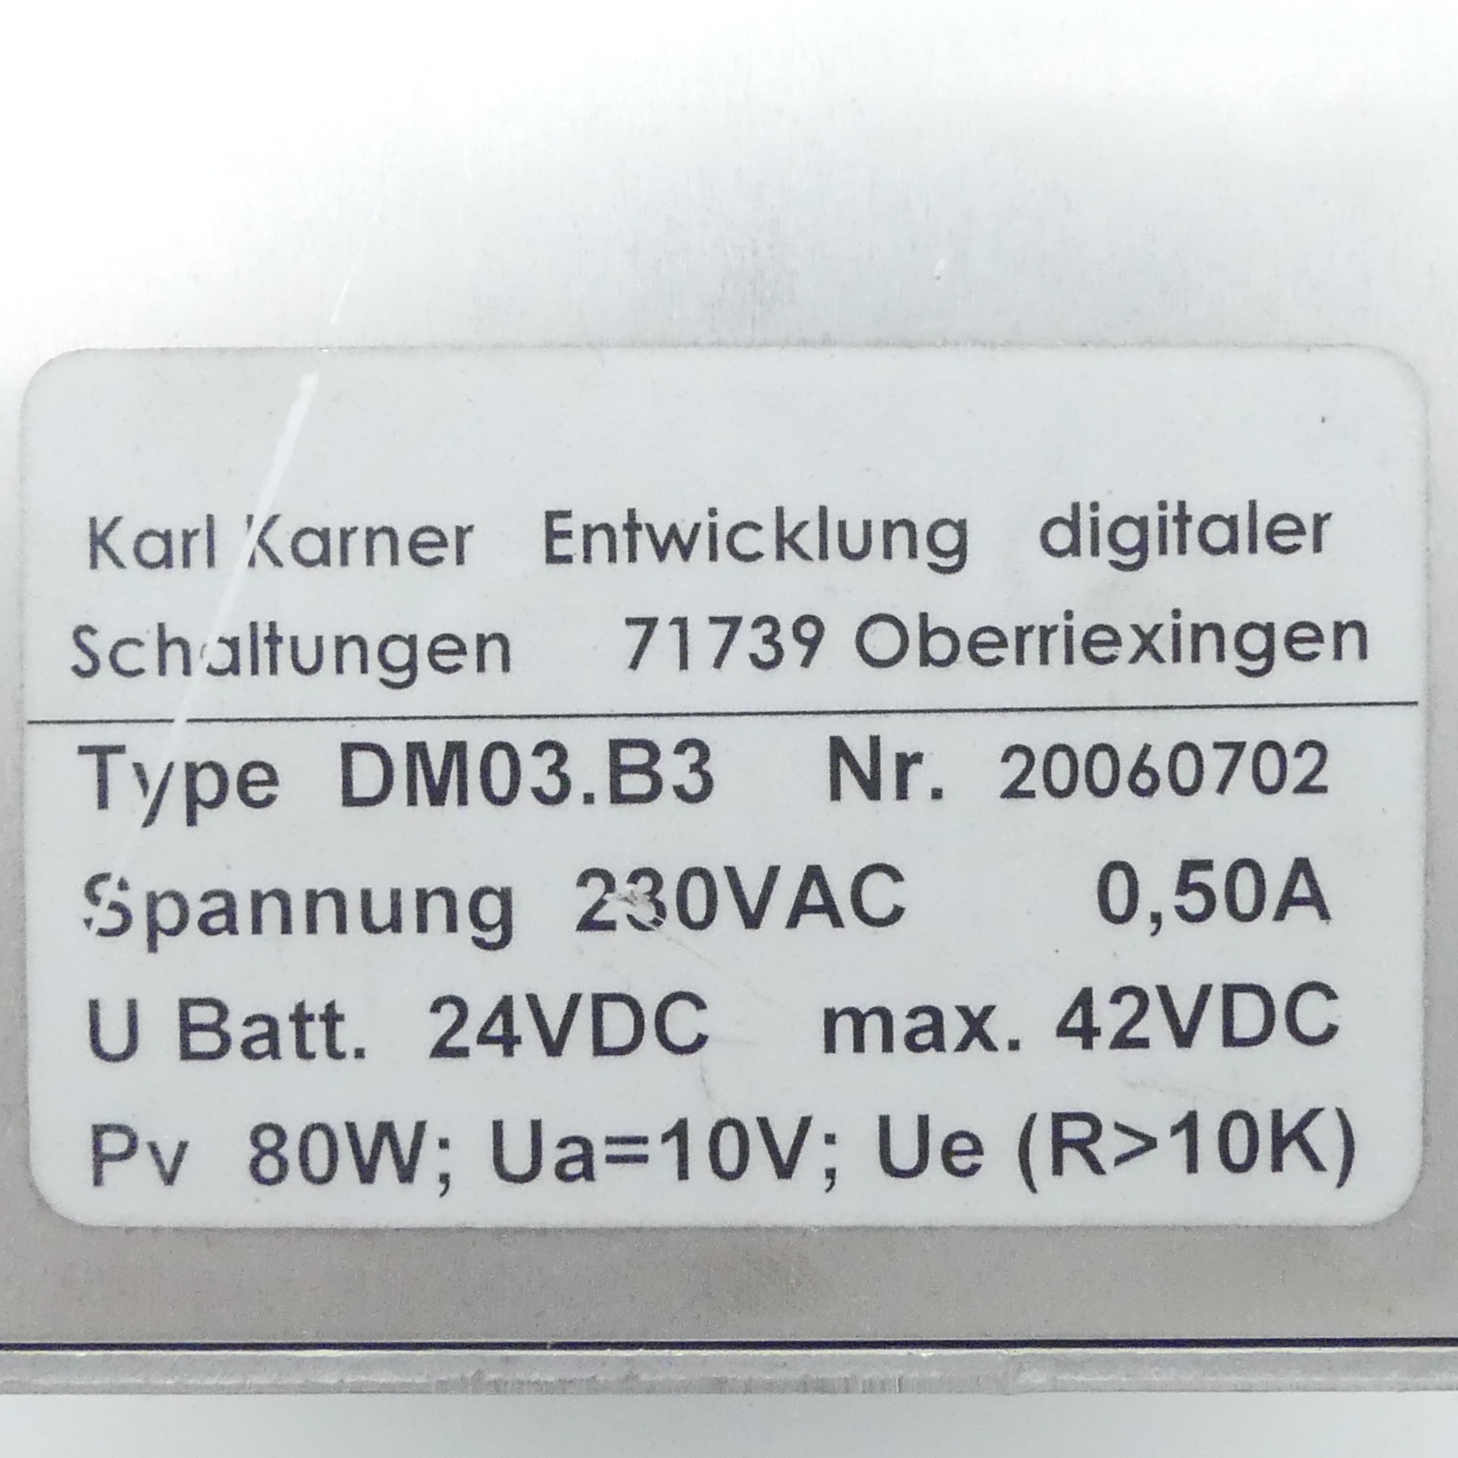 Karl Karner Entwicklung digitaler
Schaltungen 71739 Oberriexingen
Type DM03.B3 Nr. 20060702
Spannung 230VAC 0,50A
U Batt. 24VDC max. 42VDC
Pv 80W; Ua=10V; Ue (R>10K)